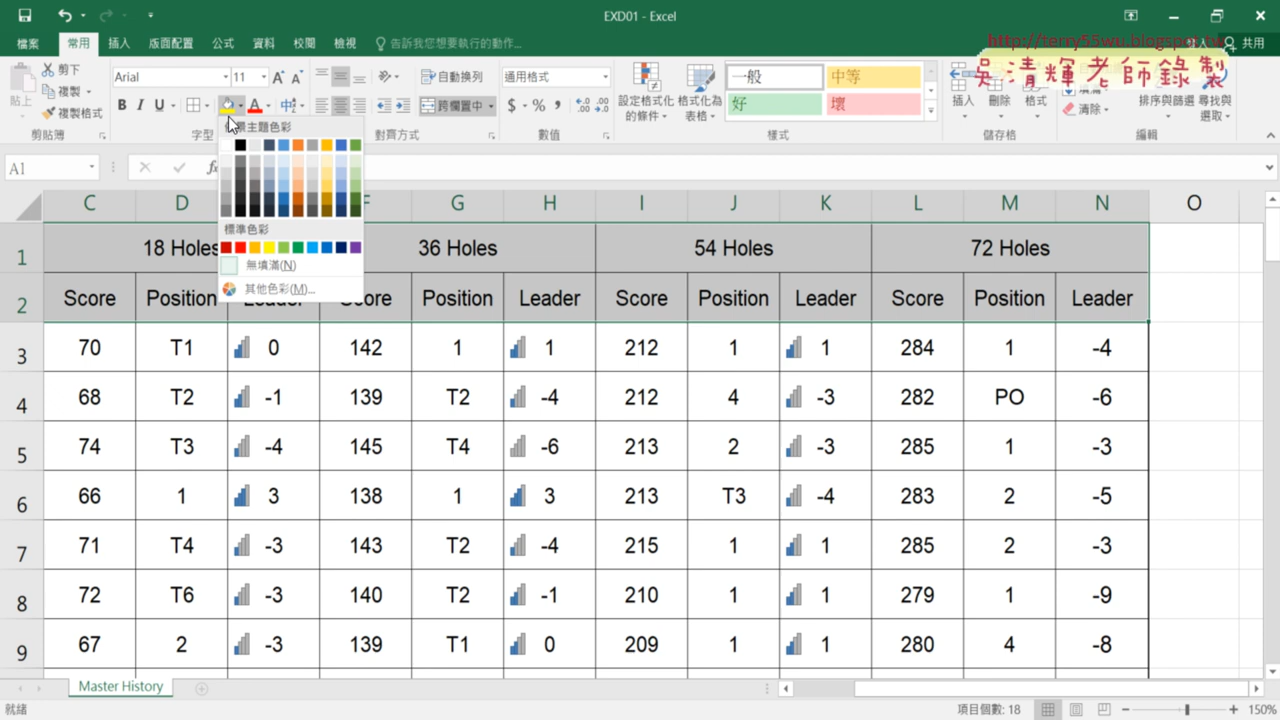 EXD01 - Excel
http://terry55wu.blogspot.tw
檔案 常用 插入 版面配置 公式 資料 校閱 檢視 告訴我您想要執行的動作... 共用
吳清輝老師錄製
貼上 剪下 複製 複製格式 剪貼簿
Arial 11 B I U 字型
自動換列 跨欄置中 對齊方式
通用格式 $ % , 數值
設定格式化的條件 格式化為表格 一般 中等 好 壞 樣式
插入 刪除 格式 儲存格
填滿 清除 排序與篩選 尋找與選取 編輯
主題色彩
標準色彩
無填滿(N)
其他色彩(M)...
A1 fx
C D F G H I J K L M N O
1 18 Holes 36 Holes 54 Holes 72 Holes
2 Score Position Leader Score Position Leader Score Position Leader Score Position Leader
3 70 T1 0 142 1 1 212 1 1 284 1 -4
4 68 T2 -1 139 T2 -4 212 4 -3 282 PO -6
5 74 T3 -4 145 T4 -6 213 2 -3 285 1 -3
6 66 1 3 138 1 3 213 T3 -4 283 2 -5
7 71 T4 -3 143 T2 -4 215 1 1 285 2 -3
8 72 T6 -3 140 T2 -1 210 1 1 279 1 -9
9 67 2 -3 139 T1 0 209 1 1 280 4 -8
Master History
就緒 項目個數: 18 150%